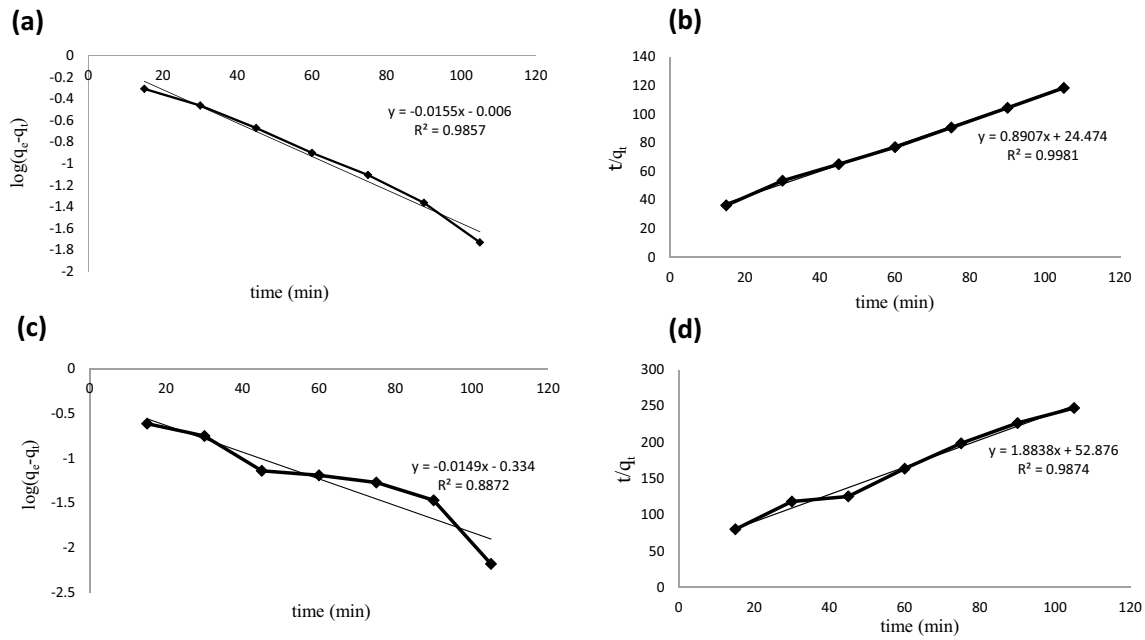 (a)
0
0 20 40 60 80 100 120
-0.2
-0.4
-0.6
-0.8
-1
-1.2
-1.4
-1.6
-1.8
-2
log(qe-qt)
y = -0.0155x - 0.006
R² = 0.9857
time (min)
(b)
140
120
100
80
60
40
20
0
t/qt
y = 0.8907x + 24.474
R² = 0.9981
0 20 40 60 80 100 120
time (min)
(c)
0
0 20 40 60 80 100 120
-0.5
-1
-1.5
-2
-2.5
log(qe-qt)
y = -0.0149x - 0.334
R² = 0.8872
time (min)
(d)
300
250
200
150
100
50
0
t/qt
y = 1.8838x + 52.876
R² = 0.9874
0 20 40 60 80 100 120
time (min)